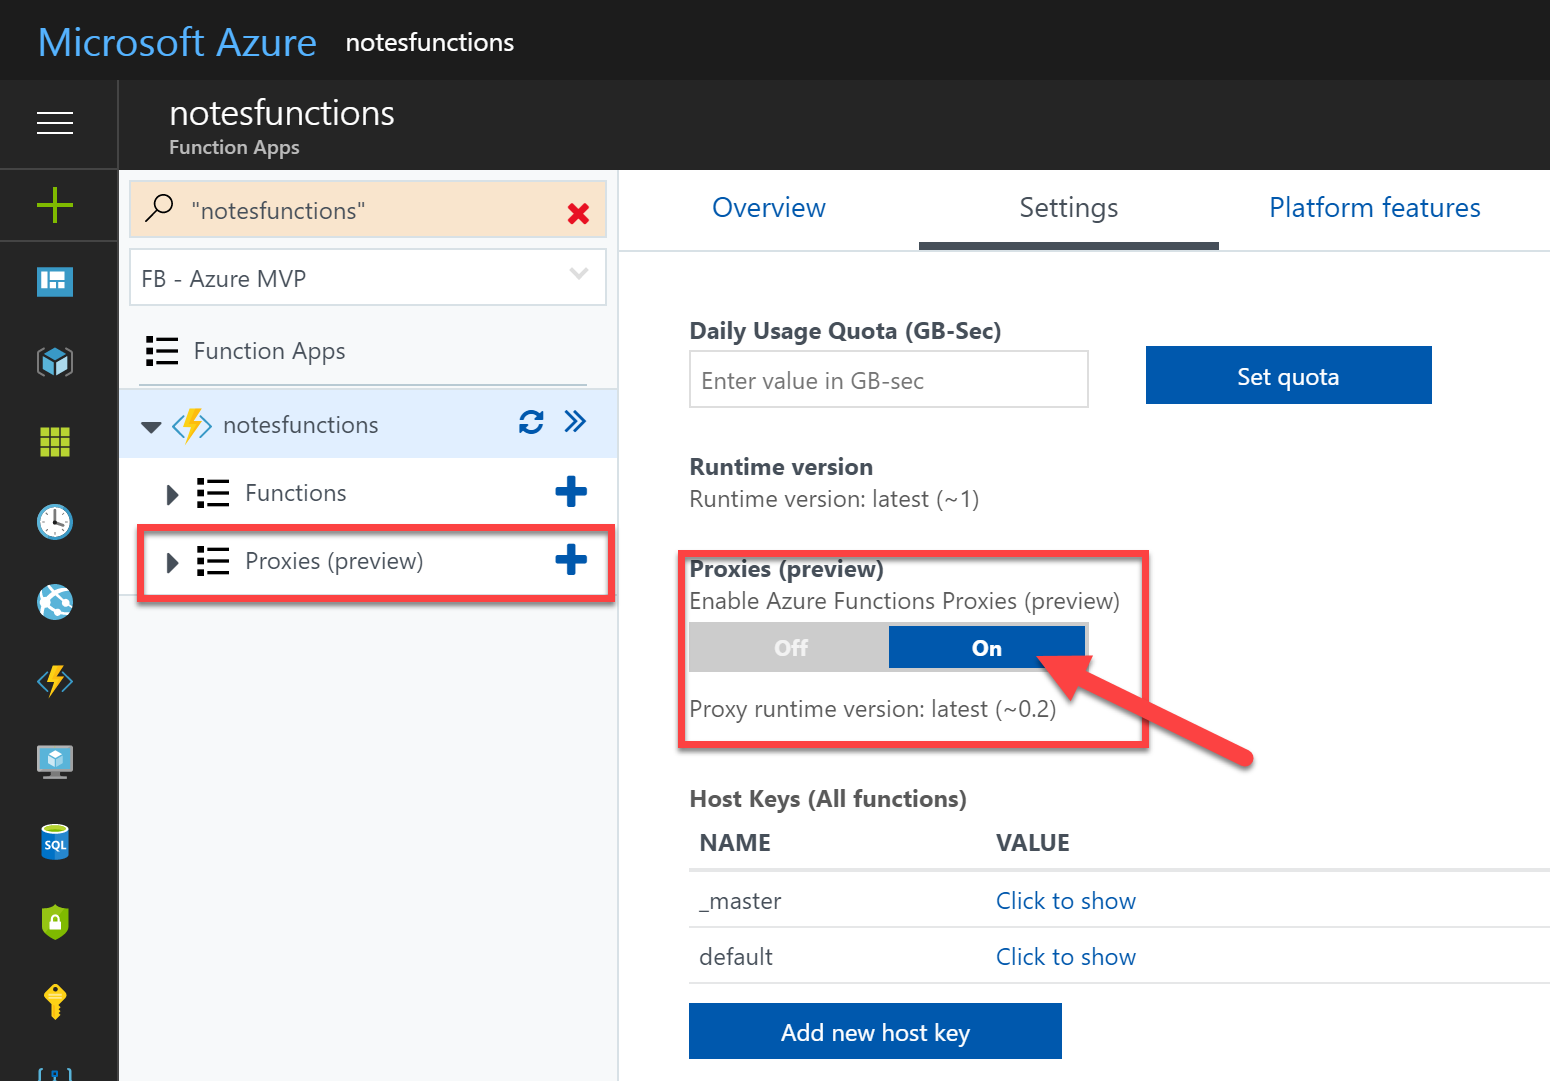 Microsoft Azure notesfunctions
notesfunctions
Function Apps
"notesfunctions"
FB - Azure MVP
Function Apps
notesfunctions
Functions
Proxies (preview)
Overview Settings Platform features
Daily Usage Quota (GB-Sec)
Enter value in GB-sec
Set quota
Runtime version
Runtime version: latest (~1)
Proxies (preview)
Enable Azure Functions Proxies (preview)
Off On
Proxy runtime version: latest (~0.2)
Host Keys (All functions)
NAME VALUE
_master Click to show
default Click to show
Add new host key
SQL